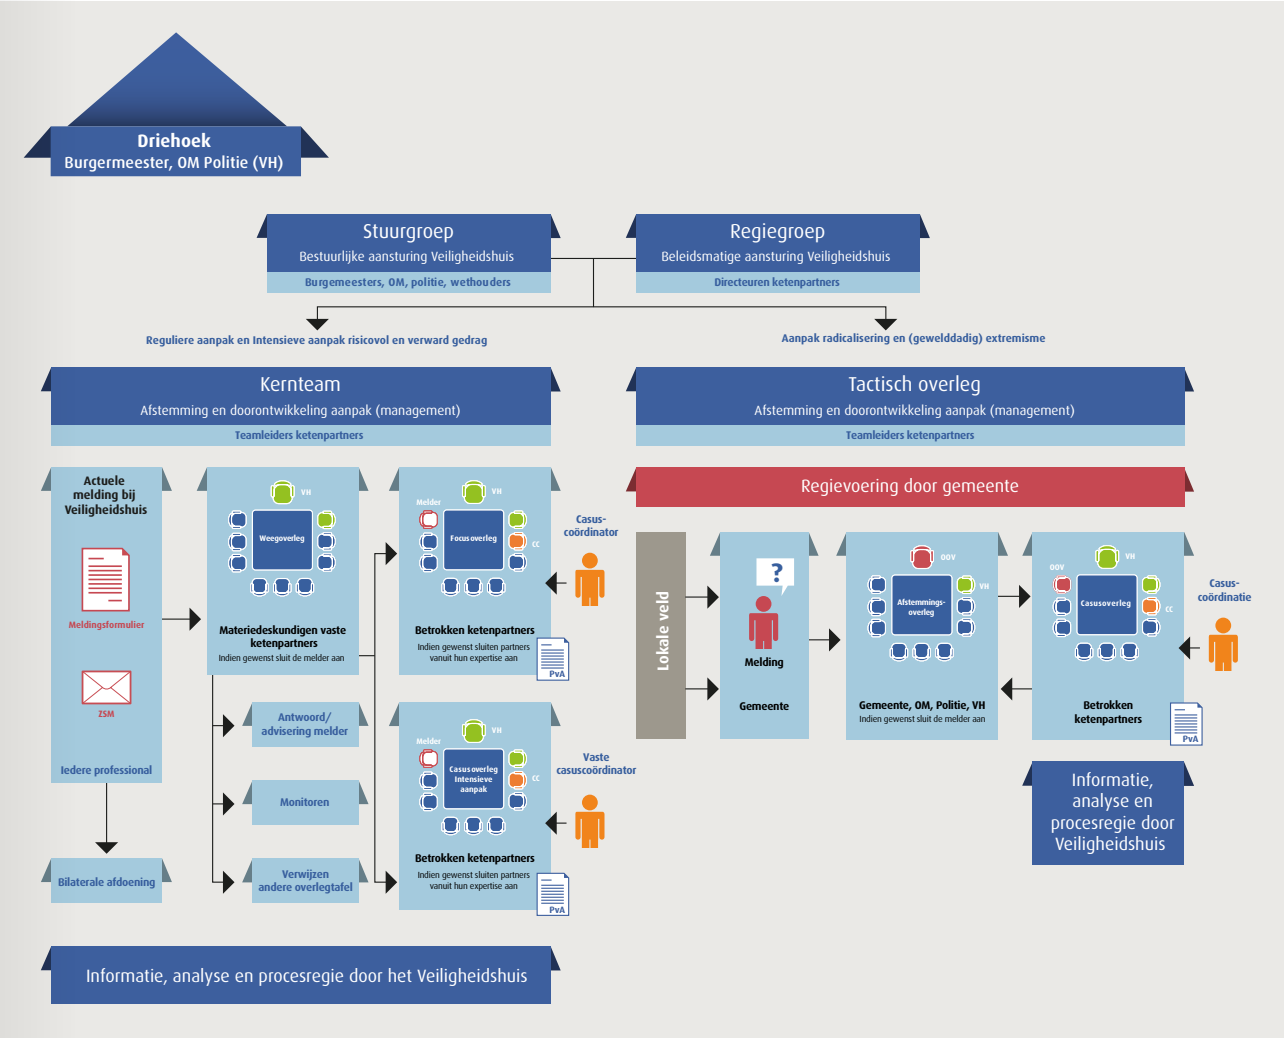 Driehoek
Burgermeester, OM Politie (VH)
Stuurgroep
Bestuurlijke aansturing Veiligheidshuis
Burgemeesters, OM, politie, wethouders
Regiegroep
Beleidsmatige aansturing Veiligheidshuis
Directeuren ketenpartners
Reguliere aanpak en Intensieve aanpak risicovol en verward gedrag
Aanpak radicalisering en (gewelddadig) extremisme
Kernteam
Afstemming en doorontwikkeling aanpak (management)
Teamleiders ketenpartners
Tactisch overleg
Afstemming en doorontwikkeling aanpak (management)
Teamleiders ketenpartners
Actuele
melding bij
Veiligheidshuis
Meldingsformulier
ZSM
Iedere professional
Bilaterale afdoening
VH
Weegoverleg
Materiedeskundigen vaste
ketenpartners
Indien gewenst sluit de melder aan
Antwoord/
advisering melder
Monitoren
Verwijzen
andere overlegtafel
VH
Melder
Focusoverleg
CC
Betrokken ketenpartners
Indien gewenst sluiten partners
vanuit hun expertise aan
PvA
Casus-
coördinator
VH
Melder
Casusoverleg
Intensieve
aanpak
CC
Betrokken ketenpartners
Indien gewenst sluiten partners
vanuit hun expertise aan
PvA
Vaste
casuscoördinator
Informatie, analyse en procesregie door het Veiligheidshuis
Regievoering door gemeente
Lokale veld
?
Melding
Gemeente
OOV
VH
Afstemmings-
overleg
Gemeente, OM, Politie, VH
Indien gewenst sluit de melder aan
VH
OOV
Casusoverleg
CC
Betrokken
ketenpartners
PvA
Casus-
coördinatie
Informatie,
analyse en
procesregie door
Veiligheidshuis